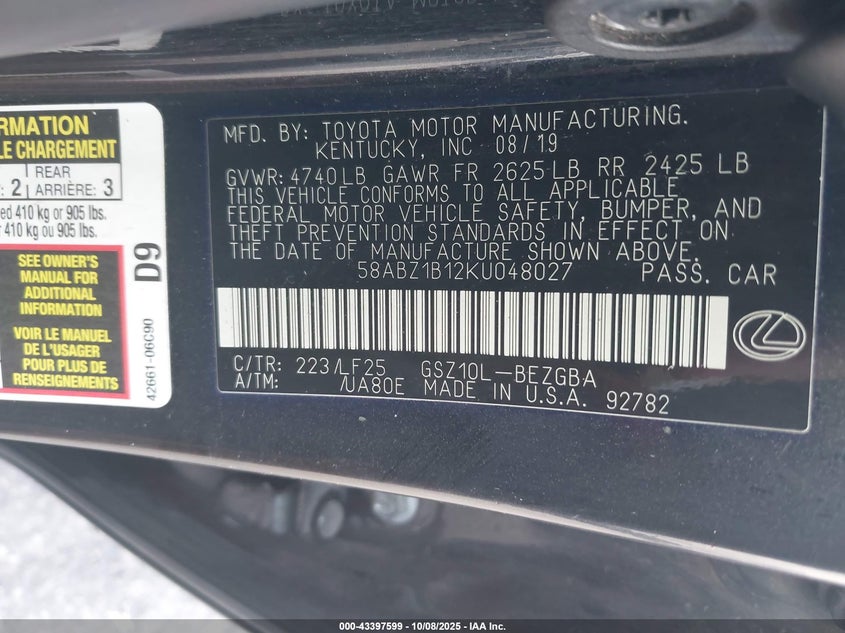 RMATION
E CHARGEMENT
REAR
2 ARRIÈRE: 3
ed 410 kg or 905 lbs.
410 kg ou 905 lbs.
SEE OWNER'S
MANUAL FOR
ADDITIONAL
INFORMATION
VOIR LE MANUEL
DE L'USAGER
POUR PLUS DE
RENSEIGNEMENTS
D9
42661-06C90
MFD. BY: TOYOTA MOTOR MANUFACTURING.
KENTUCKY, INC 08/19
GVWR: 4740LB GAWR FR 2625LB RR 2425 LB
THIS VEHICLE CONFORMS TO ALL APPLICABLE
FEDERAL MOTOR VEHICLE SAFETY, BUMPER, AND
THEFT PREVENTION STANDARDS IN EFFECT ON
THE DATE OF MANUFACTURE SHOWN ABOVE.
58ABZ1B12KU048027 PASS. CAR
C/TR: 223/LF25 GSZ10L-BEZGBA
A/TM: /UA80E MADE IN U.S.A. 92782
000-43397599 | 10/08/2025 - IAA Inc.